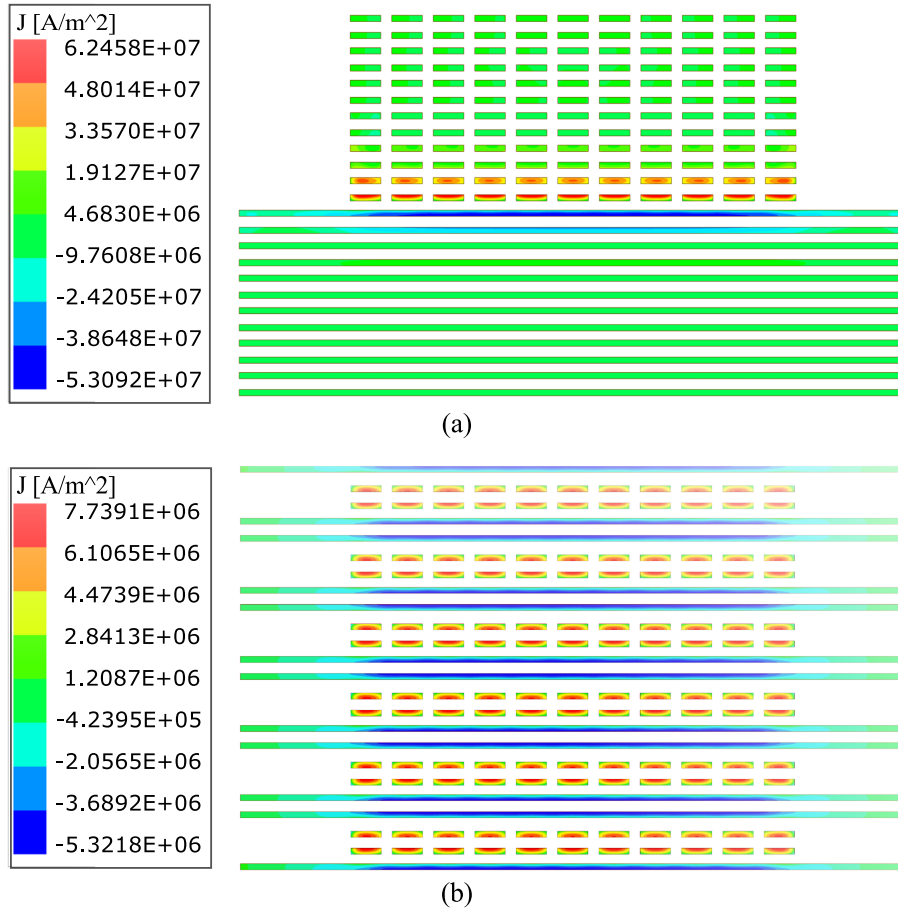 J [A/m^2]
6.2458E+07
4.8014E+07
3.3570E+07
1.9127E+07
4.6830E+06
-9.7608E+06
-2.4205E+07
-3.8648E+07
-5.3092E+07
(a)
J [A/m^2]
7.7391E+06
6.1065E+06
4.4739E+06
2.8413E+06
1.2087E+06
-4.2395E+05
-2.0565E+06
-3.6892E+06
-5.3218E+06
(b)